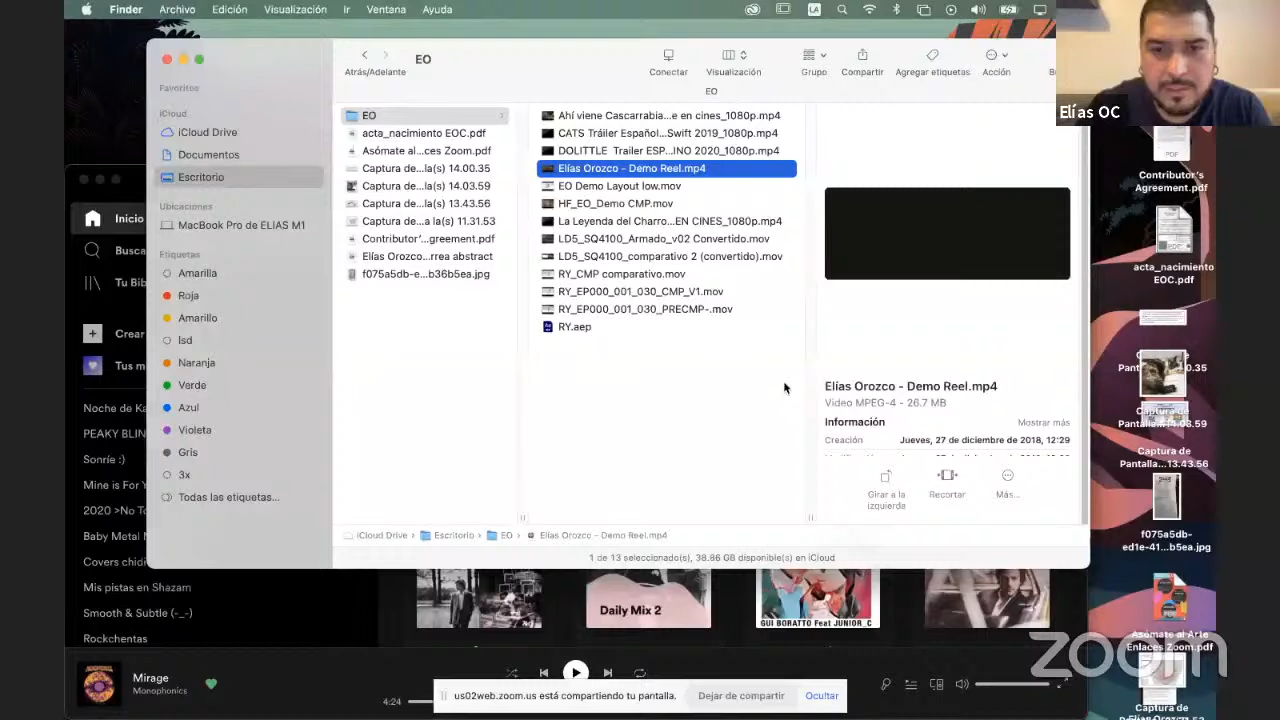 Finder Archivo Edición Visualización Ir Ventana Ayuda
LA
EO
Atrás/Adelante
Conectar
Visualización
Grupo
Compartir
Agregar etiquetas
Acción
EO
Favoritos
iCloud
iCloud Drive
Documentos
Escritorio
Ubicaciones
MacBook Pro de ELIAS M1
Etiquetas
Amarilla
Roja
Amarillo
lsd
Naranja
Verde
Azul
Violeta
Gris
3x
Todas las etiquetas...
EO
acta_nacimiento EOC.pdf
Asómate al...ces Zoom.pdf
Captura de...la(s) 14.00.35
Captura de...la(s) 14.03.59
Captura de...la(s) 13.43.56
Captura de...a la(s) 11.31.53
Contributor'...greement.pdf
Elías Orozco...rrea abstract
f075a5db-e...b36b5ea.jpg
Ahí viene Cascarrabia...e en cines_1080p.mp4
CATS Tráiler Español...Swift 2019_1080p.mp4
DOLITTLE Trailer ESP...INO 2020_1080p.mp4
Elías Orozco - Demo Reel.mp4
EO Demo Layout low.mov
HF_EO_Demo CMP.mov
La Leyenda del Charro...EN CINES_1080p.mp4
LD5_SQ4100_Armado_v02 Convertido.mov
LD5_SQ4100_comparativo 2 (convertido).mov
RY_CMP comparativo.mov
RY_EP000_001_030_CMP_V1.mov
RY_EP000_001_030_PRECMP-.mov
RY.aep
Elías Orozco - Demo Reel.mp4
Video MPEG-4 - 26.7 MB
Información Mostrar más
Creación Jueves, 27 de diciembre de 2018, 12:29
Girar a la
izquierda
Recortar
Más...
iCloud Drive › Escritorio › EO › Elías Orozco - Demo Reel.mp4
1 de 13 seleccionado(s), 38.86 GB disponible(s) en iCloud
Elías OC
PDF
Contributor's
Agreement.pdf
PDF
acta_nacimiento
EOC.pdf
Captura de
Pantalla...14.03.59
Captura de
Pantalla...13.43.56
f075a5db-
ed1e-41...b5ea.jpg
Asómate al Arte
Enlaces Zoom.pdf
Captura de
Inicio
Busca
Tu Bib
Crear
Tus m
Noche de Ka
PEAKY BLIN
Sonríe :)
Mine is For Y
2020 >No To
Baby Metal M
Covers chidi
Mis pistas en Shazam
Smooth & Subtle (-_-)
Rockchentas
Daily Mix 2
GUI BORATTO Feat JUNIOR_C
Mirage
Monophonics
4:24
us02web.zoom.us está compartiendo tu pantalla.
Dejar de compartir
Ocultar
zoom